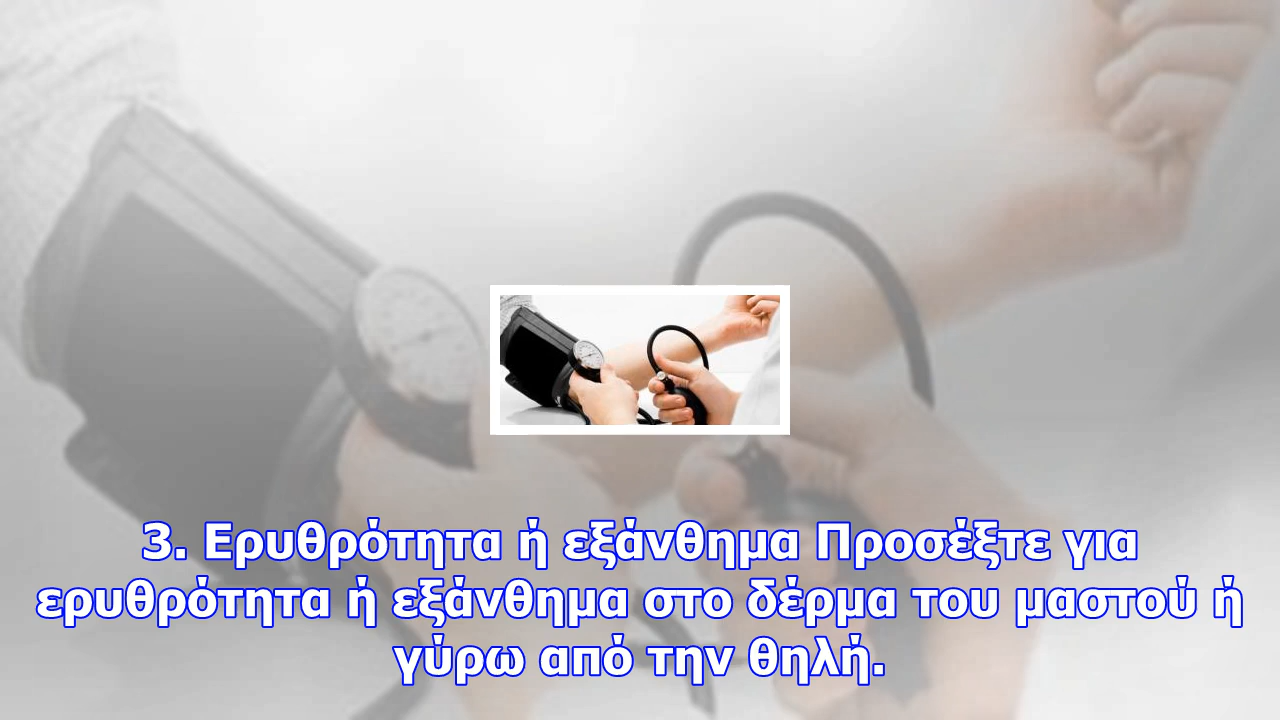 3. Ερυθρότητα ή εξάνθημα Προσέξτε για
ερυθρότητα ή εξάνθημα στο δέρμα του μαστού ή
γύρω από την θηλή.